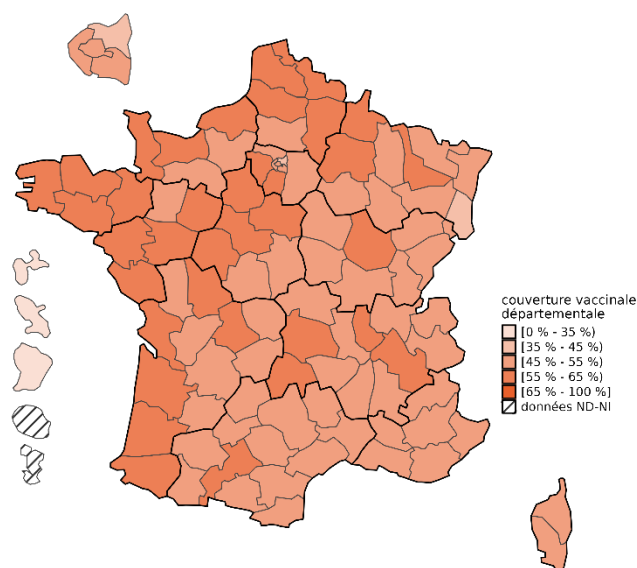 couverture vaccinale
départementale
[0 % - 35 %)
[35 % - 45 %)
[45 % - 55 %)
[55 % - 65 %)
[65 % - 100 %]
données ND-NI